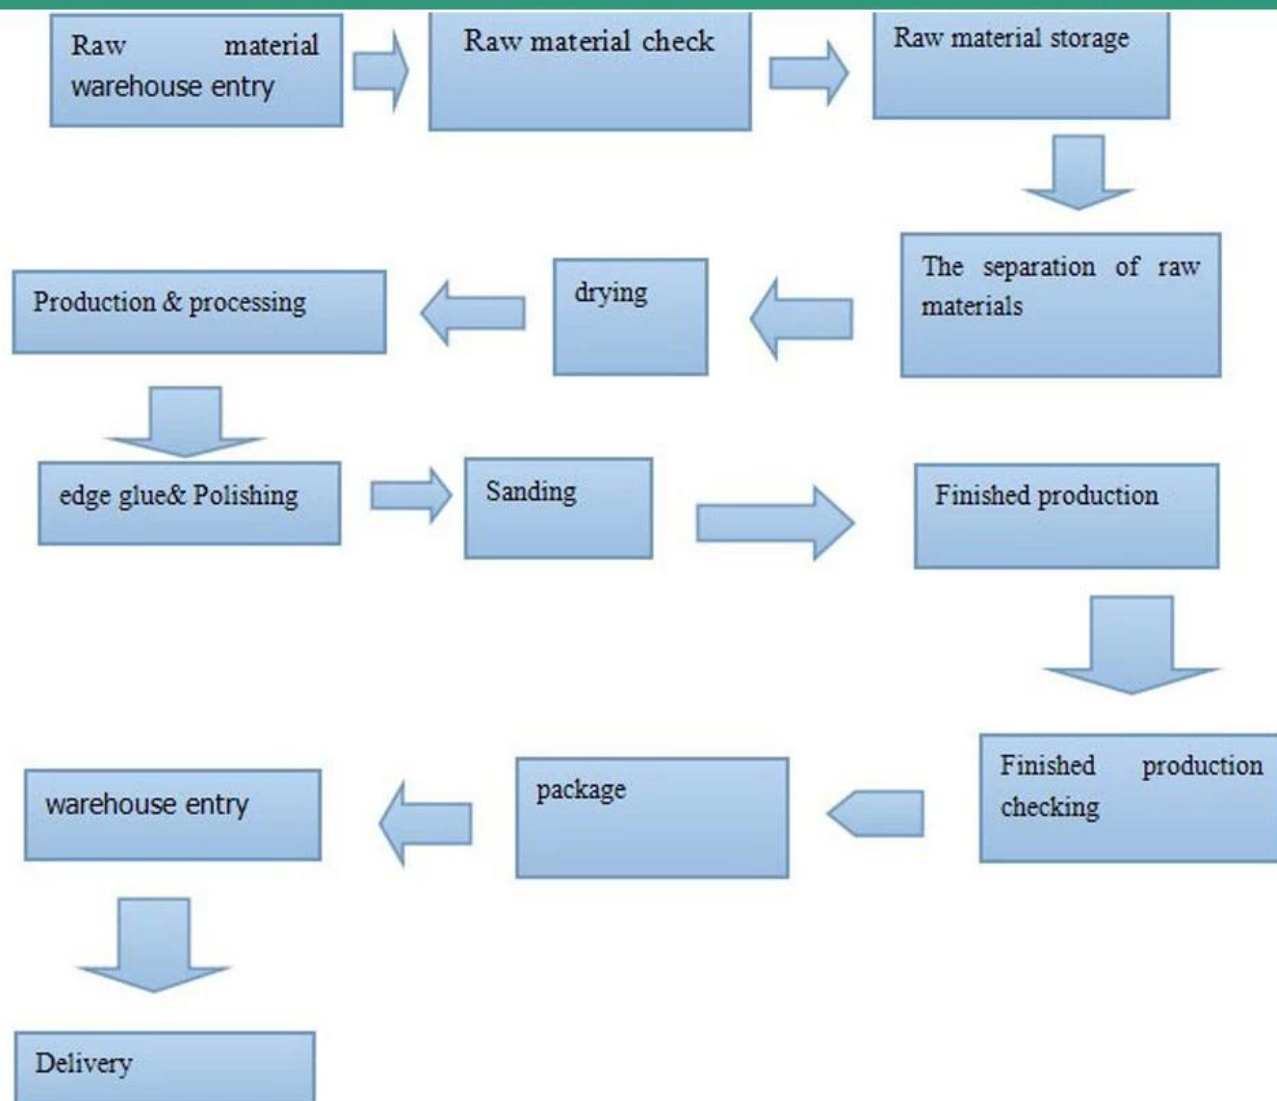 Raw material
warehouse entry
Raw material check
Raw material storage
The separation of raw
materials
drying
Production & processing
edge glue& Polishing
Sanding
Finished production
Finished production
checking
package
warehouse entry
Delivery